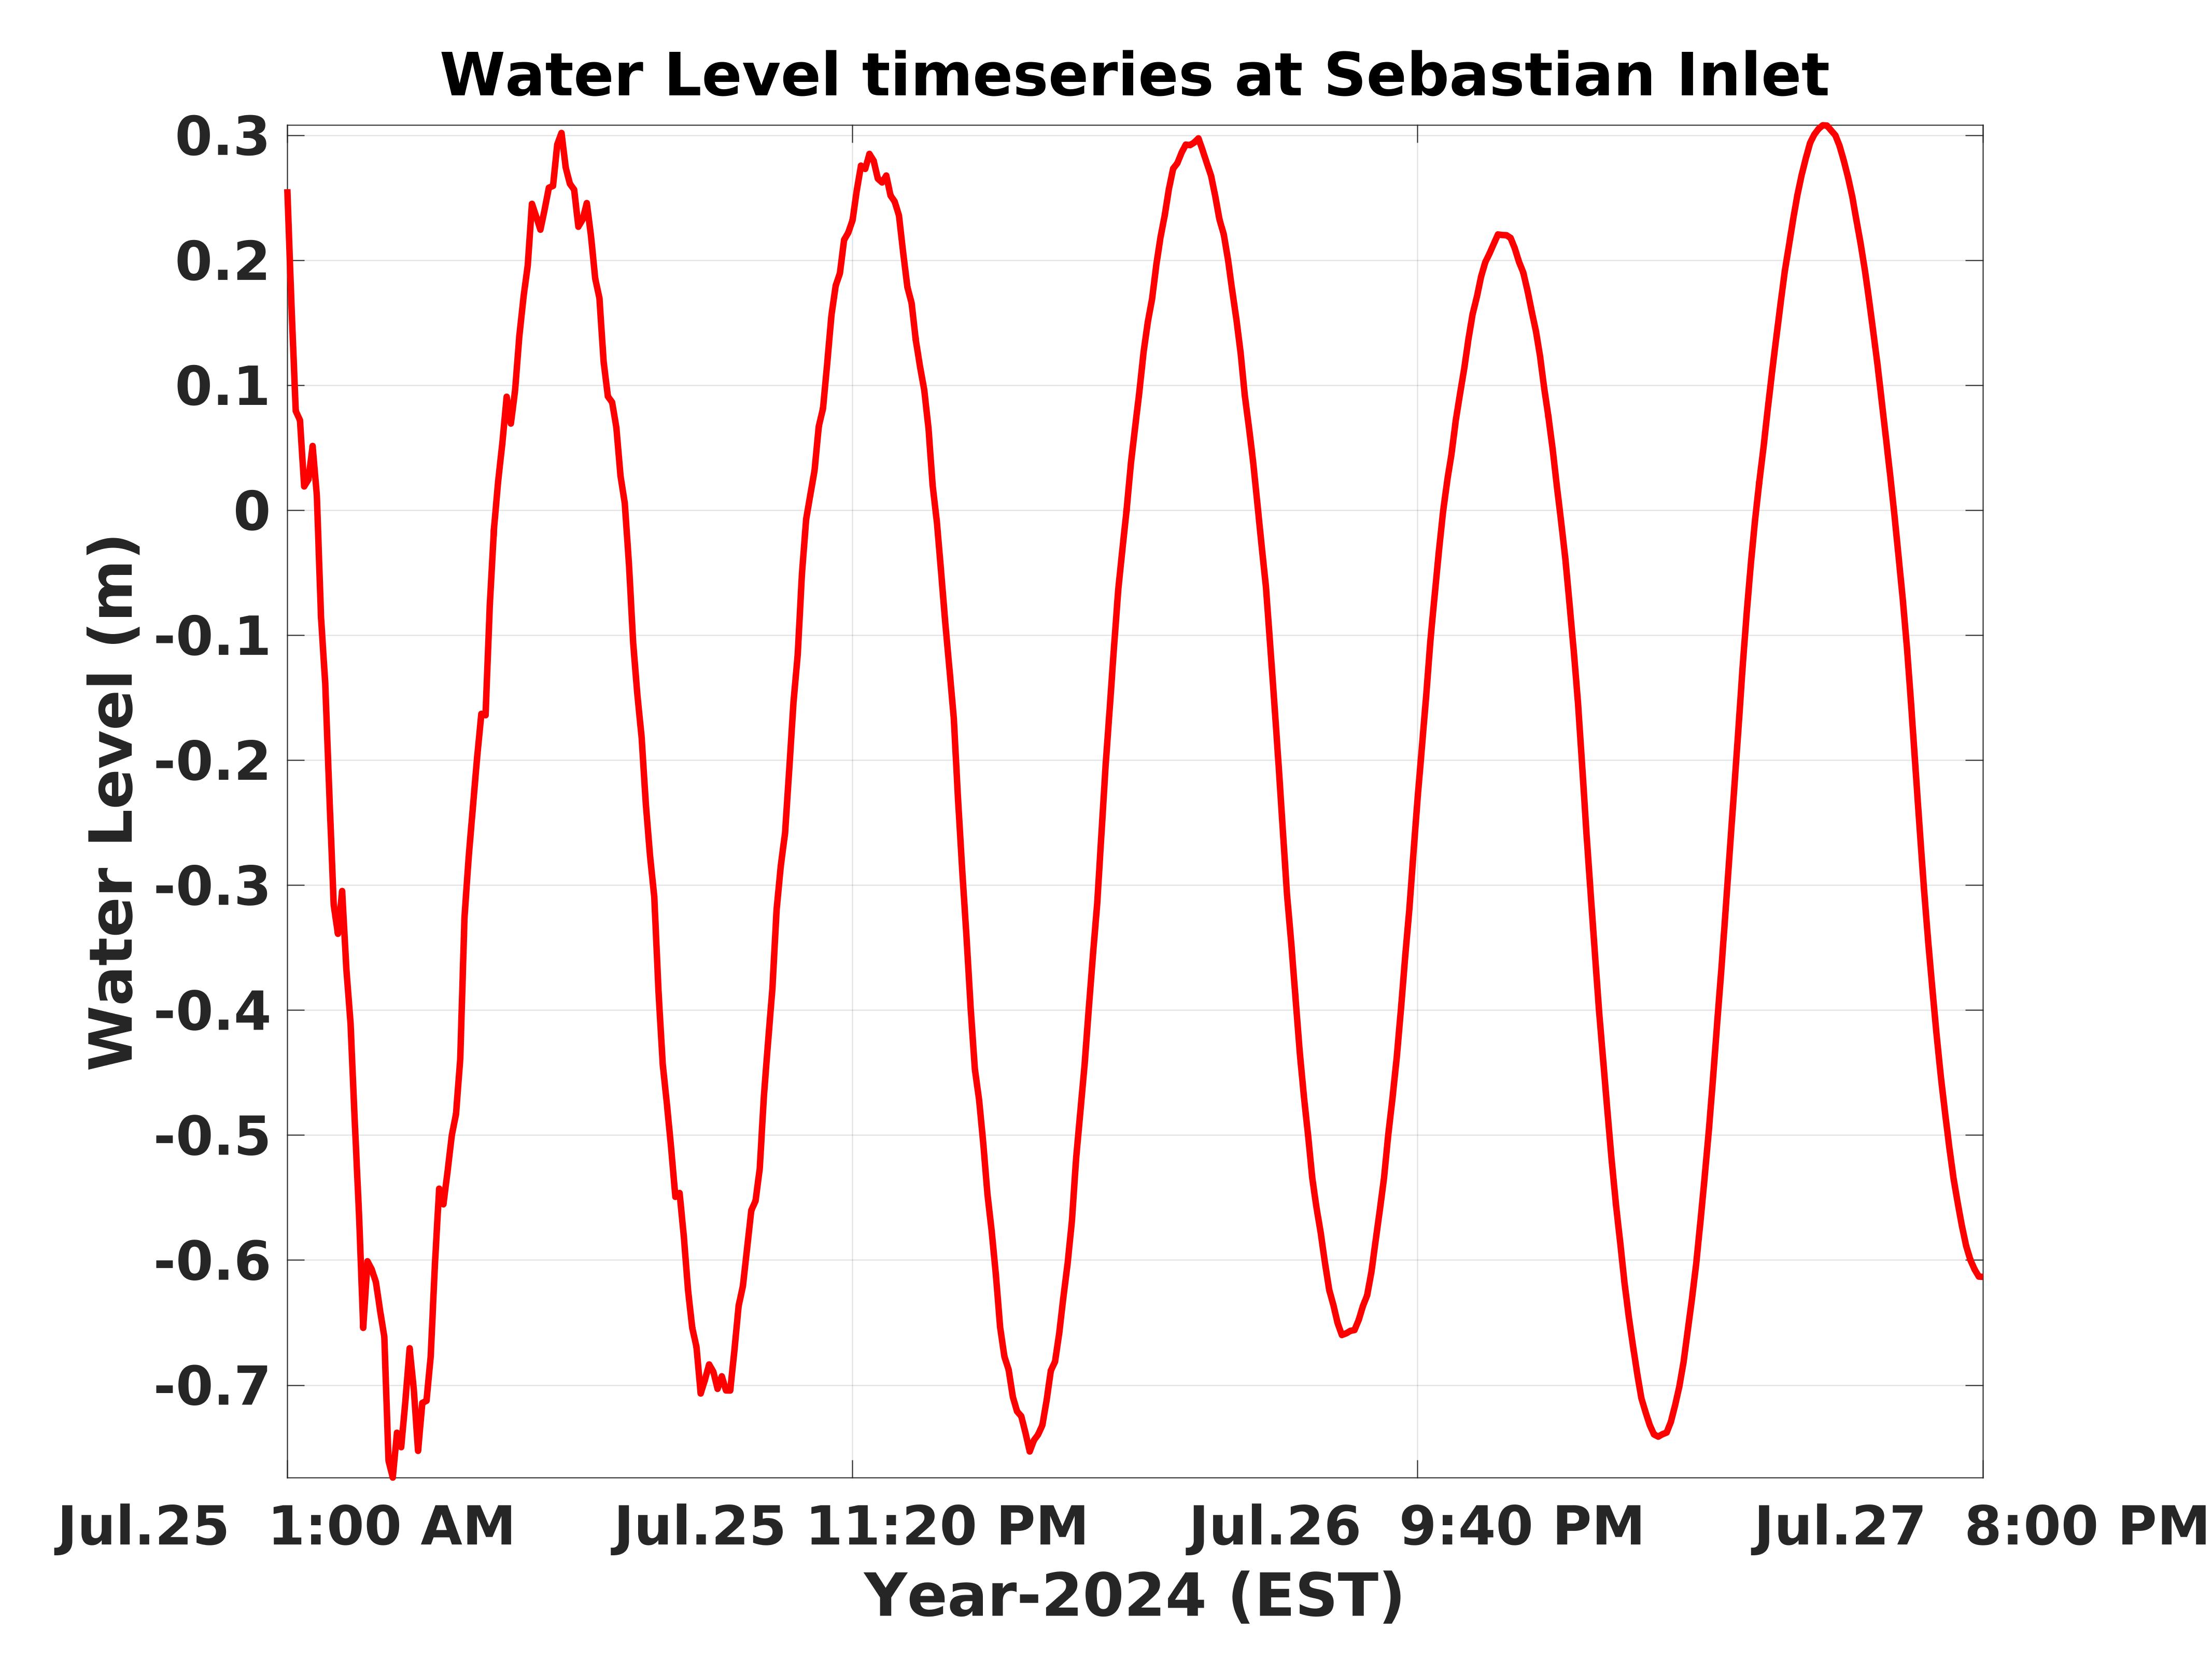 Water Level timeseries at Sebastian Inlet
0.3
0.2
0.1
0
-0.1
-0.2
-0.3
-0.4
-0.5
-0.6
-0.7
Water Level (m)
Jul.25 1:00 AM Jul.25 11:20 PM Jul.26 9:40 PM Jul.27 8:00 PM
Year-2024 (EST)